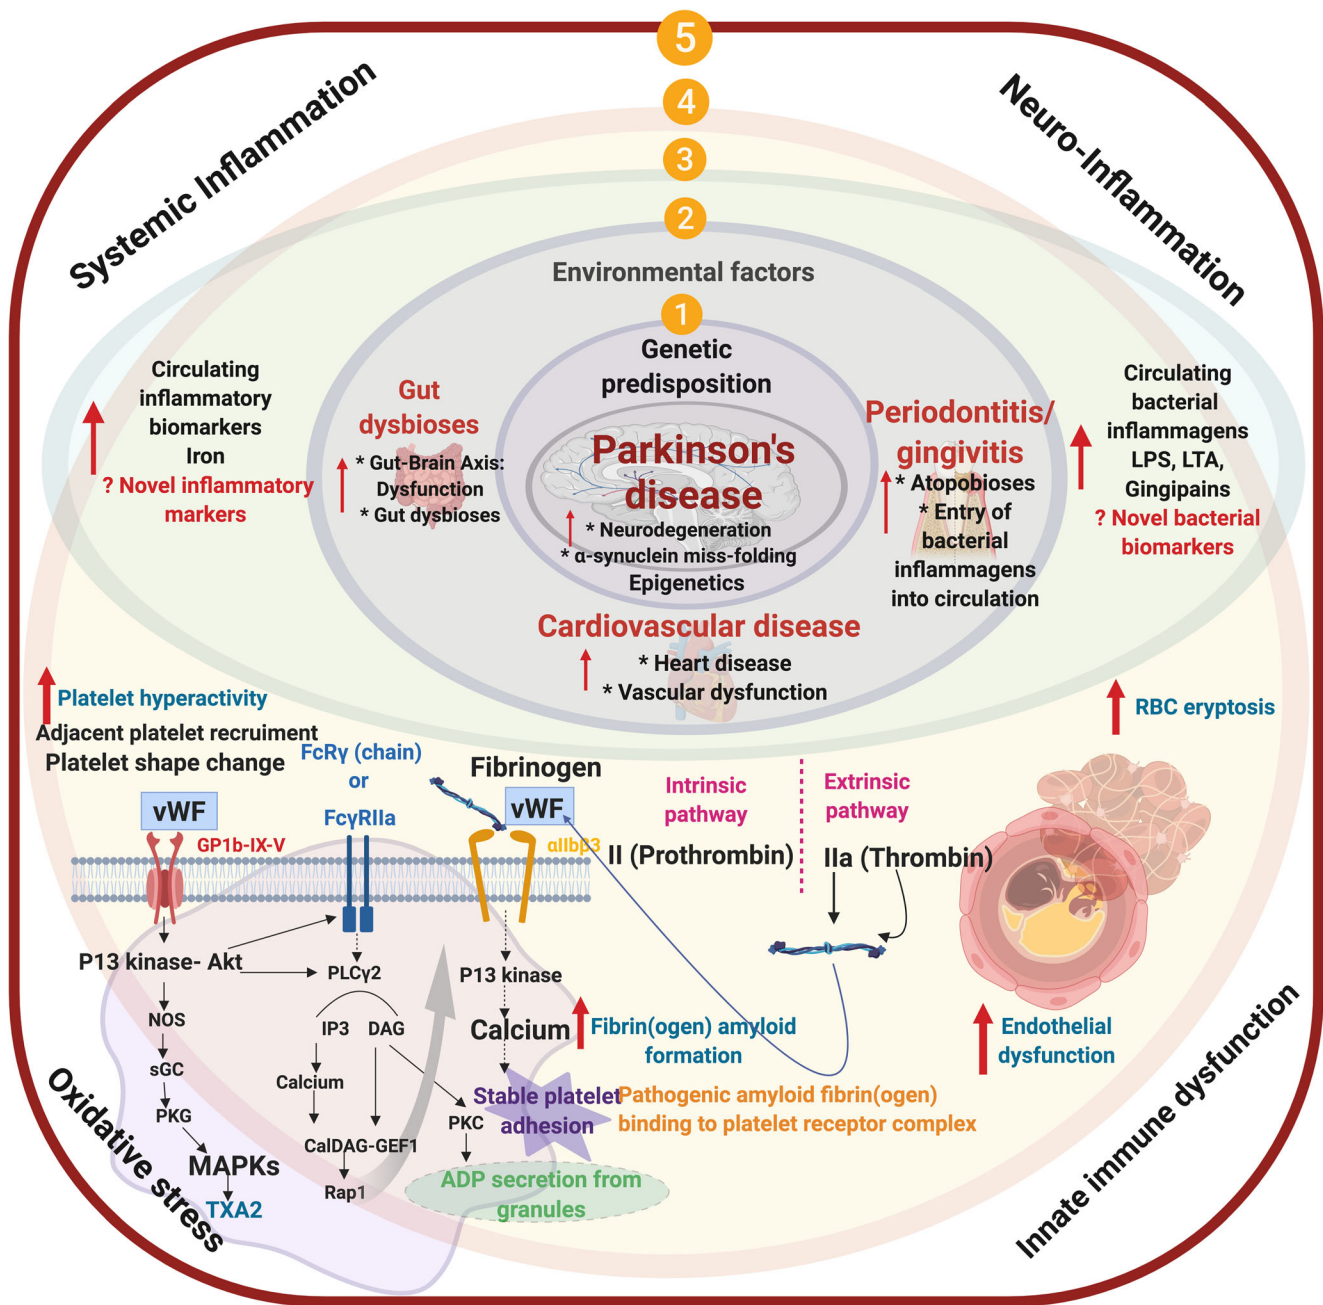 5
4
3
2
1
Systemic Inflammation
Neuro-Inflammation
Environmental factors
Genetic
predisposition
Parkinson's
disease
* Neurodegeneration
* α-synuclein miss-folding
Epigenetics
Circulating
inflammatory
biomarkers
Iron
? Novel inflammatory
markers
Gut
dysbioses
* Gut-Brain Axis:
Dysfunction
* Gut dysbioses
Periodontitis/
gingivitis
* Atopobioses
* Entry of
bacterial
inflammagens
into circulation
Circulating
bacterial
inflammagens
LPS, LTA,
Gingipains
? Novel bacterial
biomarkers
Cardiovascular disease
* Heart disease
* Vascular dysfunction
Platelet hyperactivity
Adjacent platelet recruiment
Platelet shape change
vWF
GP1b-IX-V
FcRγ (chain)
or
FcγRIIa
Fibrinogen
vWF
αIIbβ3
Intrinsic
pathway
Extrinsic
pathway
II (Prothrombin)
IIa (Thrombin)
RBC eryptosis
P13 kinase- Akt
NOS
sGC
PKG
MAPKs
TXA2
PLCγ2
IP3
DAG
Calcium
CalDAG-GEF1
Rap1
PKC
P13 kinase
Calcium
Stable platelet
adhesion
ADP secretion from
granules
Fibrin(ogen) amyloid
formation
Pathogenic amyloid fibrin(ogen)
binding to platelet receptor complex
Endothelial
dysfunction
Oxidative stress
Innate immune dysfunction